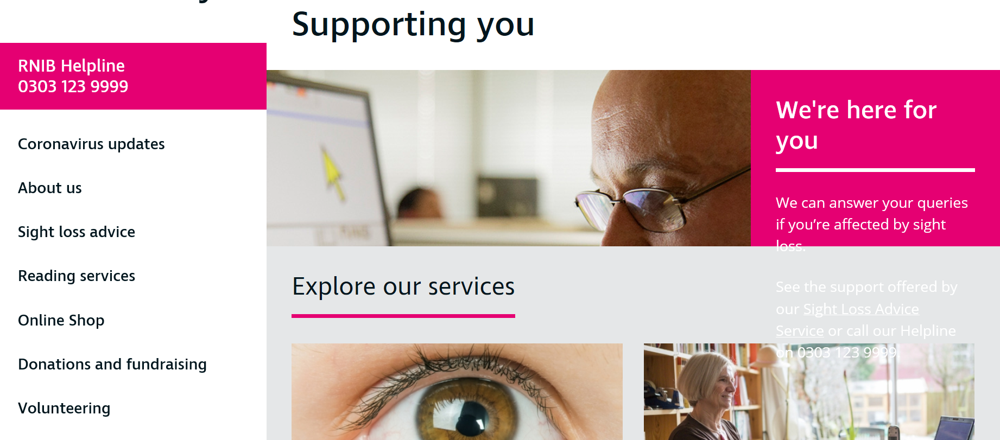 Supporting you
RNIB Helpline
0303 123 9999
Coronavirus updates
About us
Sight loss advice
Reading services
Online Shop
Donations and fundraising
Volunteering
We're here for
you
We can answer your queries
if you’re affected by sight
loss.
See the support offered by
our Sight Loss Advice
Service or call our Helpline
on 0303 123 9999.
Explore our services